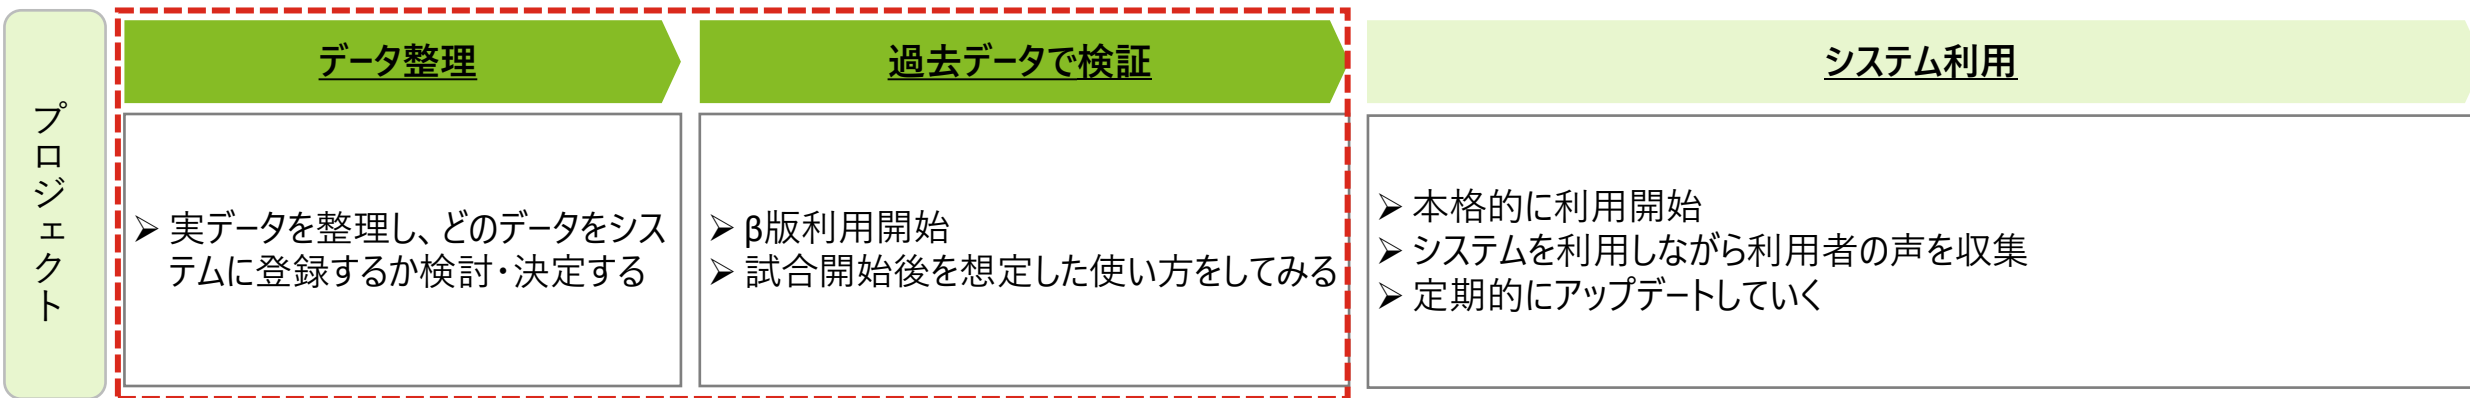 プロジェクト
データ整理
過去データで検証
システム利用
➢ 実データを整理し、どのデータをシス
テムに登録するか検討・決定する
➢ β版利用開始
➢ 試合開始後を想定した使い方をしてみる
➢ 本格的に利用開始
➢ システムを利用しながら利用者の声を収集
➢ 定期的にアップデートしていく